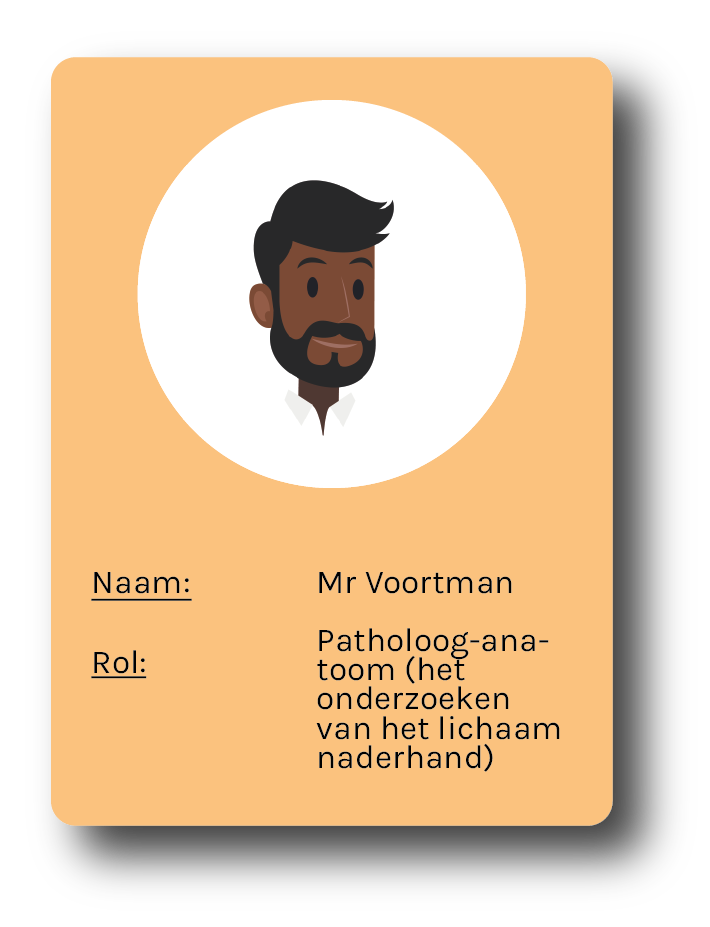 Naam: Mr Voortman
Rol: Patholoog-ana-
toom (het
onderzoeken
van het lichaam
naderhand)